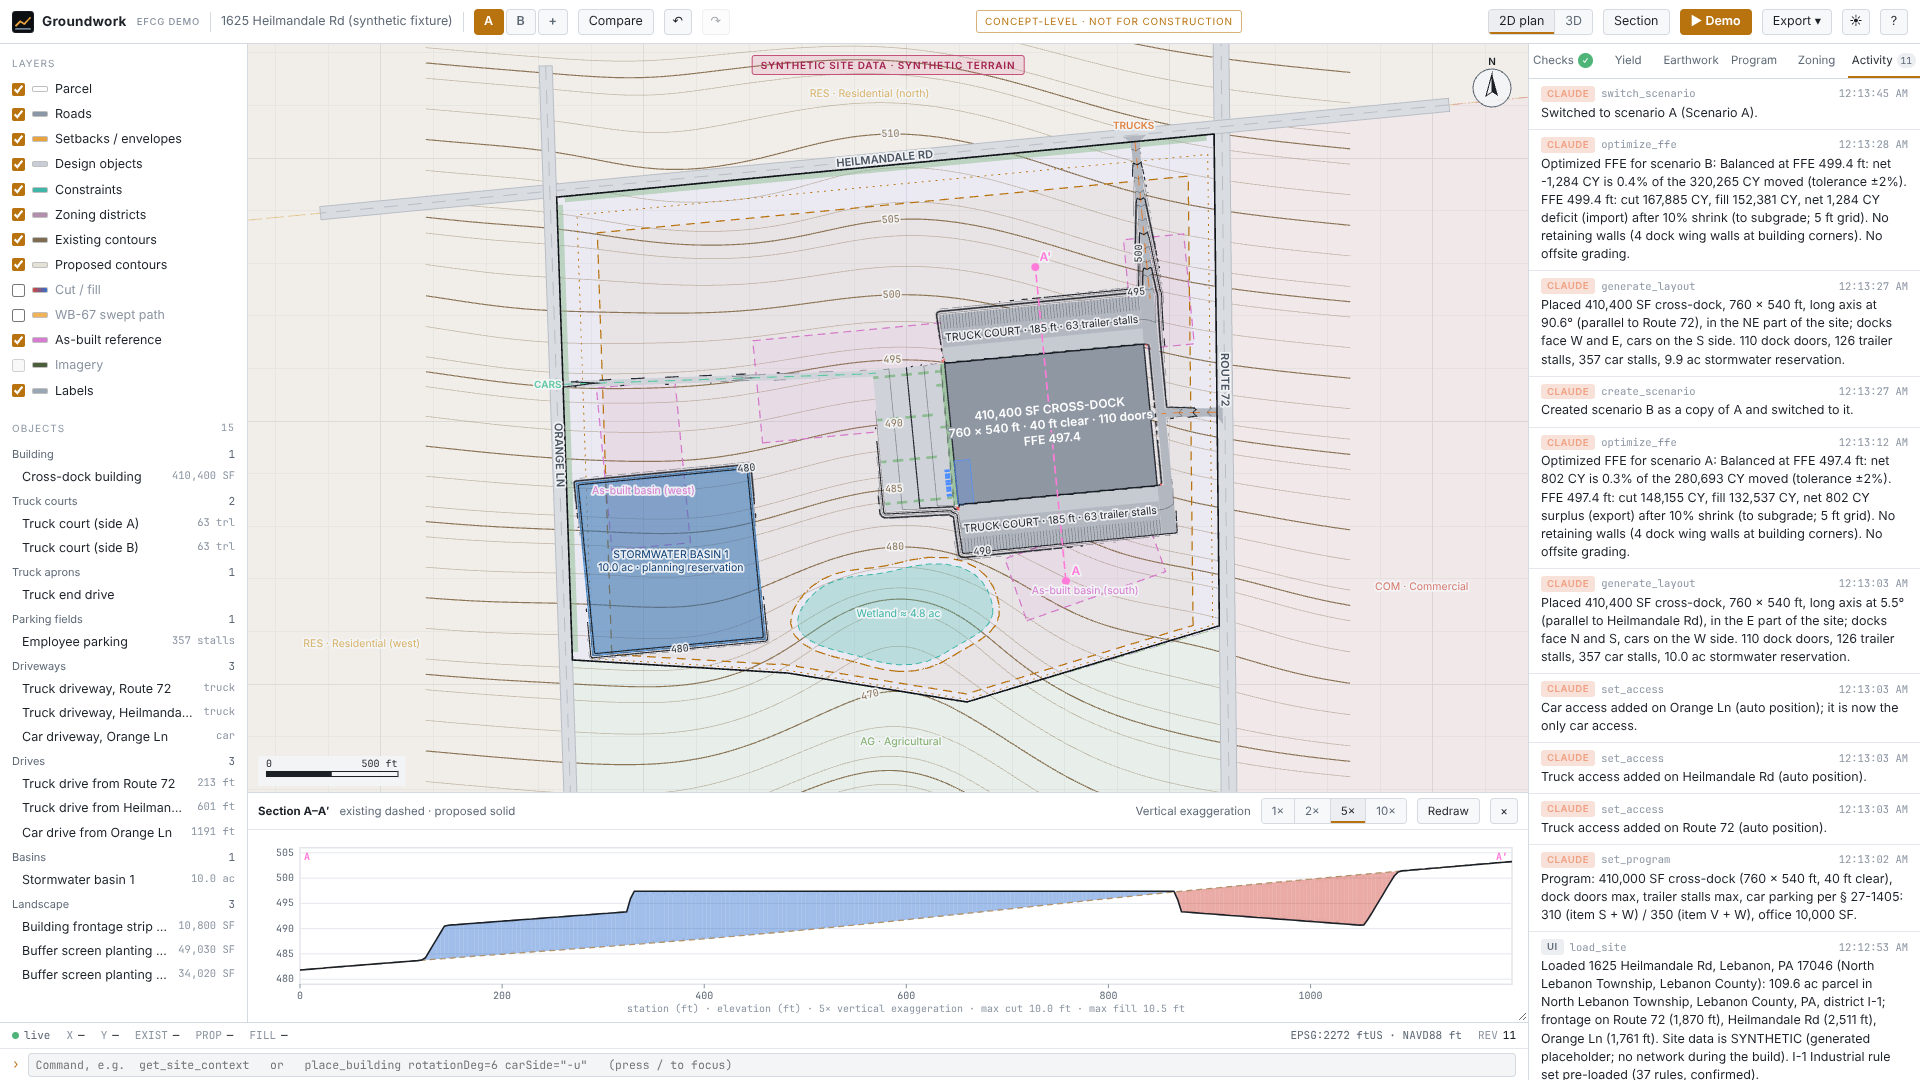 Groundwork EFCG DEMO 1625 Heilmandale Rd (synthetic fixture) A B + Compare ↶ ↷ CONCEPT-LEVEL · NOT FOR CONSTRUCTION 2D plan 3D Section ▶ Demo Export ▾ ☀ ?
LAYERS
Parcel
Roads
Setbacks / envelopes
Design objects
Constraints
Zoning districts
Existing contours
Proposed contours
Cut / fill
WB-67 swept path
As-built reference
Imagery
Labels
OBJECTS 15
Building 1
Cross-dock building 410,400 SF
Truck courts 2
Truck court (side A) 63 trl
Truck court (side B) 63 trl
Truck aprons 1
Truck end drive
Parking fields 1
Employee parking 357 stalls
Driveways 3
Truck driveway, Route 72 truck
Truck driveway, Heilmanda... truck
Car driveway, Orange Ln car
Drives 3
Truck drive from Route 72 213 ft
Truck drive from Heilman... 601 ft
Car drive from Orange Ln 1191 ft
Basins 1
Stormwater basin 1 10.0 ac
Landscape 3
Building frontage strip ... 10,800 SF
Buffer screen planting ... 49,030 SF
Buffer screen planting ... 34,020 SF
SYNTHETIC SITE DATA · SYNTHETIC TERRAIN
N
RES · Residential (north)
TRUCKS
510
HEILMANDALE RD
505
500
A'
500
495
TRUCK COURT · 185 ft · 63 trailer stalls
495
CARS
ROUTE 72
410,400 SF CROSS-DOCK
760 × 540 ft · 40 ft clear · 110 doors
FFE 497.4
490
ORANGE LN
480
As-built basin (west)
485
TRUCK COURT · 185 ft · 63 trailer stalls
480
490
STORMWATER BASIN 1
10.0 ac · planning reservation
A
As-built basin (south)
COM · Commercial
Wetland ≈ 4.8 ac
RES · Residential (west)
480
470
AG · Agricultural
0 500 ft
Section A–A′ existing dashed · proposed solid Vertical exaggeration 1× 2× 5× 10× Redraw ×
505
500
495
490
485
480
A A′
0 200 400 600 800 1000
station (ft) · elevation (ft) · 5× vertical exaggeration · max cut 10.0 ft · max fill 10.5 ft
live X — Y — EXIST — PROP — FILL — EPSG:2272 ftUS · NAVD88 ft REV 11
› Command, e.g. get_site_context or place_building rotationDeg=6 carSide="-u" (press / to focus)
Checks ✓ Yield Earthwork Program Zoning Activity 11
CLAUDE switch_scenario 12:13:45 AM
Switched to scenario A (Scenario A).
CLAUDE optimize_ffe 12:13:28 AM
Optimized FFE for scenario B: Balanced at FFE 499.4 ft: net
-1,284 CY is 0.4% of the 320,265 CY moved (tolerance ±2%).
FFE 499.4 ft: cut 167,885 CY, fill 152,381 CY, net 1,284 CY
deficit (import) after 10% shrink (to subgrade; 5 ft grid). No
retaining walls (4 dock wing walls at building corners). No
offsite grading.
CLAUDE generate_layout 12:13:27 AM
Placed 410,400 SF cross-dock, 760 × 540 ft, long axis at
90.6° (parallel to Route 72), in the NE part of the site; docks
face W and E, cars on the S side. 110 dock doors, 126 trailer
stalls, 357 car stalls, 9.9 ac stormwater reservation.
CLAUDE create_scenario 12:13:27 AM
Created scenario B as a copy of A and switched to it.
CLAUDE optimize_ffe 12:13:12 AM
Optimized FFE for scenario A: Balanced at FFE 497.4 ft: net
802 CY is 0.3% of the 280,693 CY moved (tolerance ±2%).
FFE 497.4 ft: cut 148,155 CY, fill 132,537 CY, net 802 CY
surplus (export) after 10% shrink (to subgrade; 5 ft grid). No
retaining walls (4 dock wing walls at building corners). No
offsite grading.
CLAUDE generate_layout 12:13:03 AM
Placed 410,400 SF cross-dock, 760 × 540 ft, long axis at 5.5°
(parallel to Heilmandale Rd), in the E part of the site; docks
face N and S, cars on the W side. 110 dock doors, 126 trailer
stalls, 357 car stalls, 10.0 ac stormwater reservation.
CLAUDE set_access 12:13:03 AM
Car access added on Orange Ln (auto position); it is now the
only car access.
CLAUDE set_access 12:13:03 AM
Truck access added on Heilmandale Rd (auto position).
CLAUDE set_access 12:13:03 AM
Truck access added on Route 72 (auto position).
CLAUDE set_program 12:13:02 AM
Program: 410,000 SF cross-dock (760 × 540 ft, 40 ft clear),
dock doors max, trailer stalls max, car parking per § 27-1405:
310 (item S + W) / 350 (item V + W), office 10,000 SF.
UI load_site 12:12:53 AM
Loaded 1625 Heilmandale Rd, Lebanon, PA 17046 (North
Lebanon Township, Lebanon County): 109.6 ac parcel in
North Lebanon Township, Lebanon County, PA, district I-1;
frontage on Route 72 (1,870 ft), Heilmandale Rd (2,511 ft),
Orange Ln (1,761 ft). Site data is SYNTHETIC (generated
placeholder; no network during the build). I-1 Industrial rule
set pre-loaded (37 rules, confirmed).